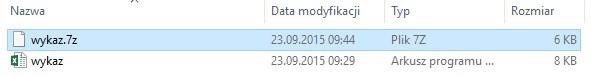 Nazwa Data modyfikacji Typ Rozmiar
wykaz.7z 23.09.2015 09:44 Plik 7Z 6 KB
wykaz 23.09.2015 09:29 Arkusz programu ... 8 KB